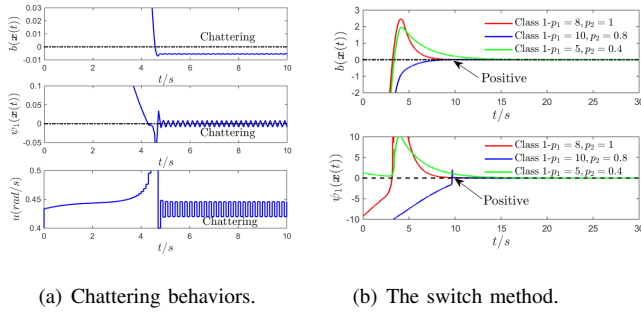 b(x(t))
0.03
0.02
0.01
0
-0.01
Chattering
0 2 4 6 8 10
t/s
ψ₁(x(t))
0.1
0.05
0
-0.05
Chattering
0 2 4 6 8 10
t/s
u(rad/s)
0.5
0.45
0.4
Chattering
0 2 4 6 8 10
t/s
(a) Chattering behaviors.
b(x(t))
2
1
0
-1
-2
Class 1-p₁ = 8, p₂ = 1
Class 1-p₁ = 10, p₂ = 0.8
Class 1-p₁ = 5, p₂ = 0.4
Positive
0 5 10 15 20 25 30
t/s
ψ₁(x(t))
10
5
0
-5
-10
Class 1-p₁ = 8, p₂ = 1
Class 1-p₁ = 10, p₂ = 0.8
Class 1-p₁ = 5, p₂ = 0.4
Positive
0 5 10 15 20 25 30
t/s
(b) The switch method.